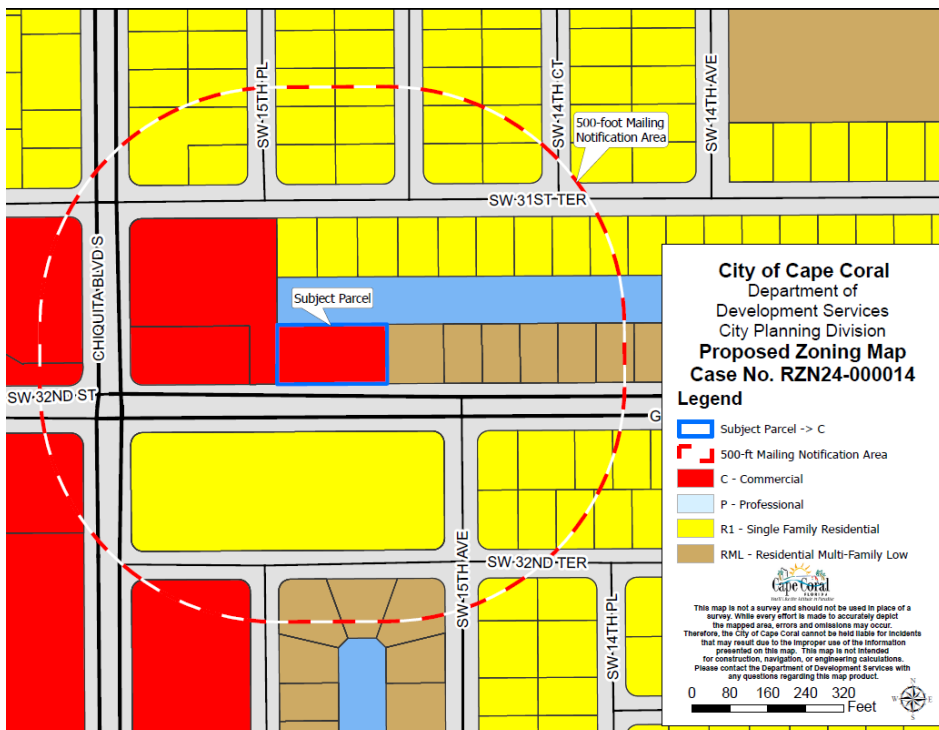 SW 15TH PL
SW 14TH CT
SW 14TH AVE
500-foot Mailing
Notification Area
SW 31ST TER
CHIQUITA BLVD S
Subject Parcel
SW 32ND ST
G
SW 15TH AVE
SW 32ND TER
SW 14TH PL
City of Cape Coral
Department of
Development Services
City Planning Division
Proposed Zoning Map
Case No. RZN24-000014
Legend
Subject Parcel -> C
500-ft Mailing Notification Area
C - Commercial
P - Professional
R1 - Single Family Residential
RML - Residential Multi-Family Low
Cape Coral
FLORIDA
This map is not a survey and should not be used in place of a
survey. While every effort is made to accurately depict
the mapped area, errors and omissions may occur.
Therefore, the City of Cape Coral cannot be held liable for incidents
that may result due to the improper use of the information
presented on this map. This map is not intended
for construction, navigation, or engineering calculations.
Please contact the Department of Development Services with
any questions regarding this map product.
0 80 160 240 320
Feet
N
W E
S